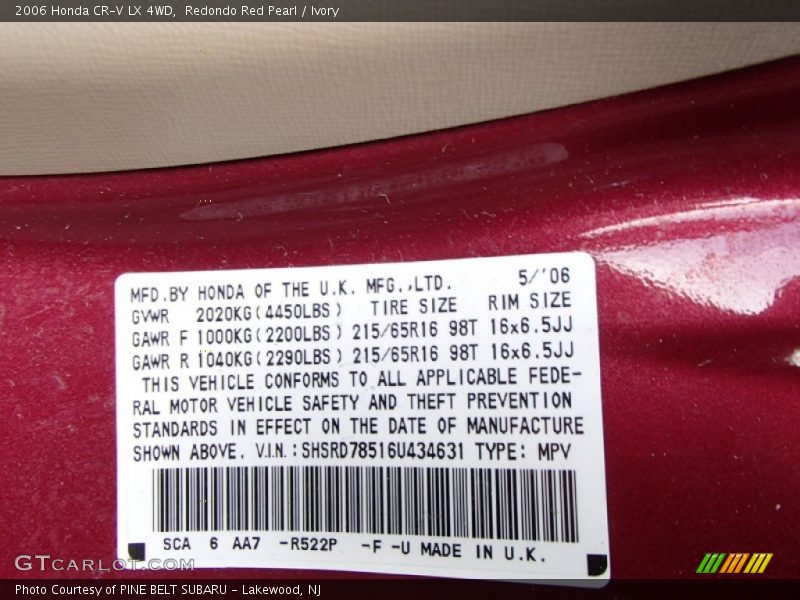 2006 Honda CR-V LX 4WD,  Redondo Red Pearl / Ivory
MFD.BY HONDA OF THE U.K. MFG.,LTD. 5/'06
GVWR 2020KG(4450LBS) TIRE SIZE RIM SIZE
GAWR F 1000KG(2200LBS) 215/65R16 98T 16x6.5JJ
GAWR R 1040KG(2290LBS) 215/65R16 98T 16x6.5JJ
THIS VEHICLE CONFORMS TO ALL APPLICABLE FEDE-
RAL MOTOR VEHICLE SAFETY AND THEFT PREVENTION
STANDARDS IN EFFECT ON THE DATE OF MANUFACTURE
SHOWN ABOVE. V.I.N.:SHSRD78516U434631 TYPE: MPV
SCA 6 AA7 -R522P -F -U MADE IN U.K.
GTCarLot.com
Photo Courtesy of PINE BELT SUBARU - Lakewood, NJ